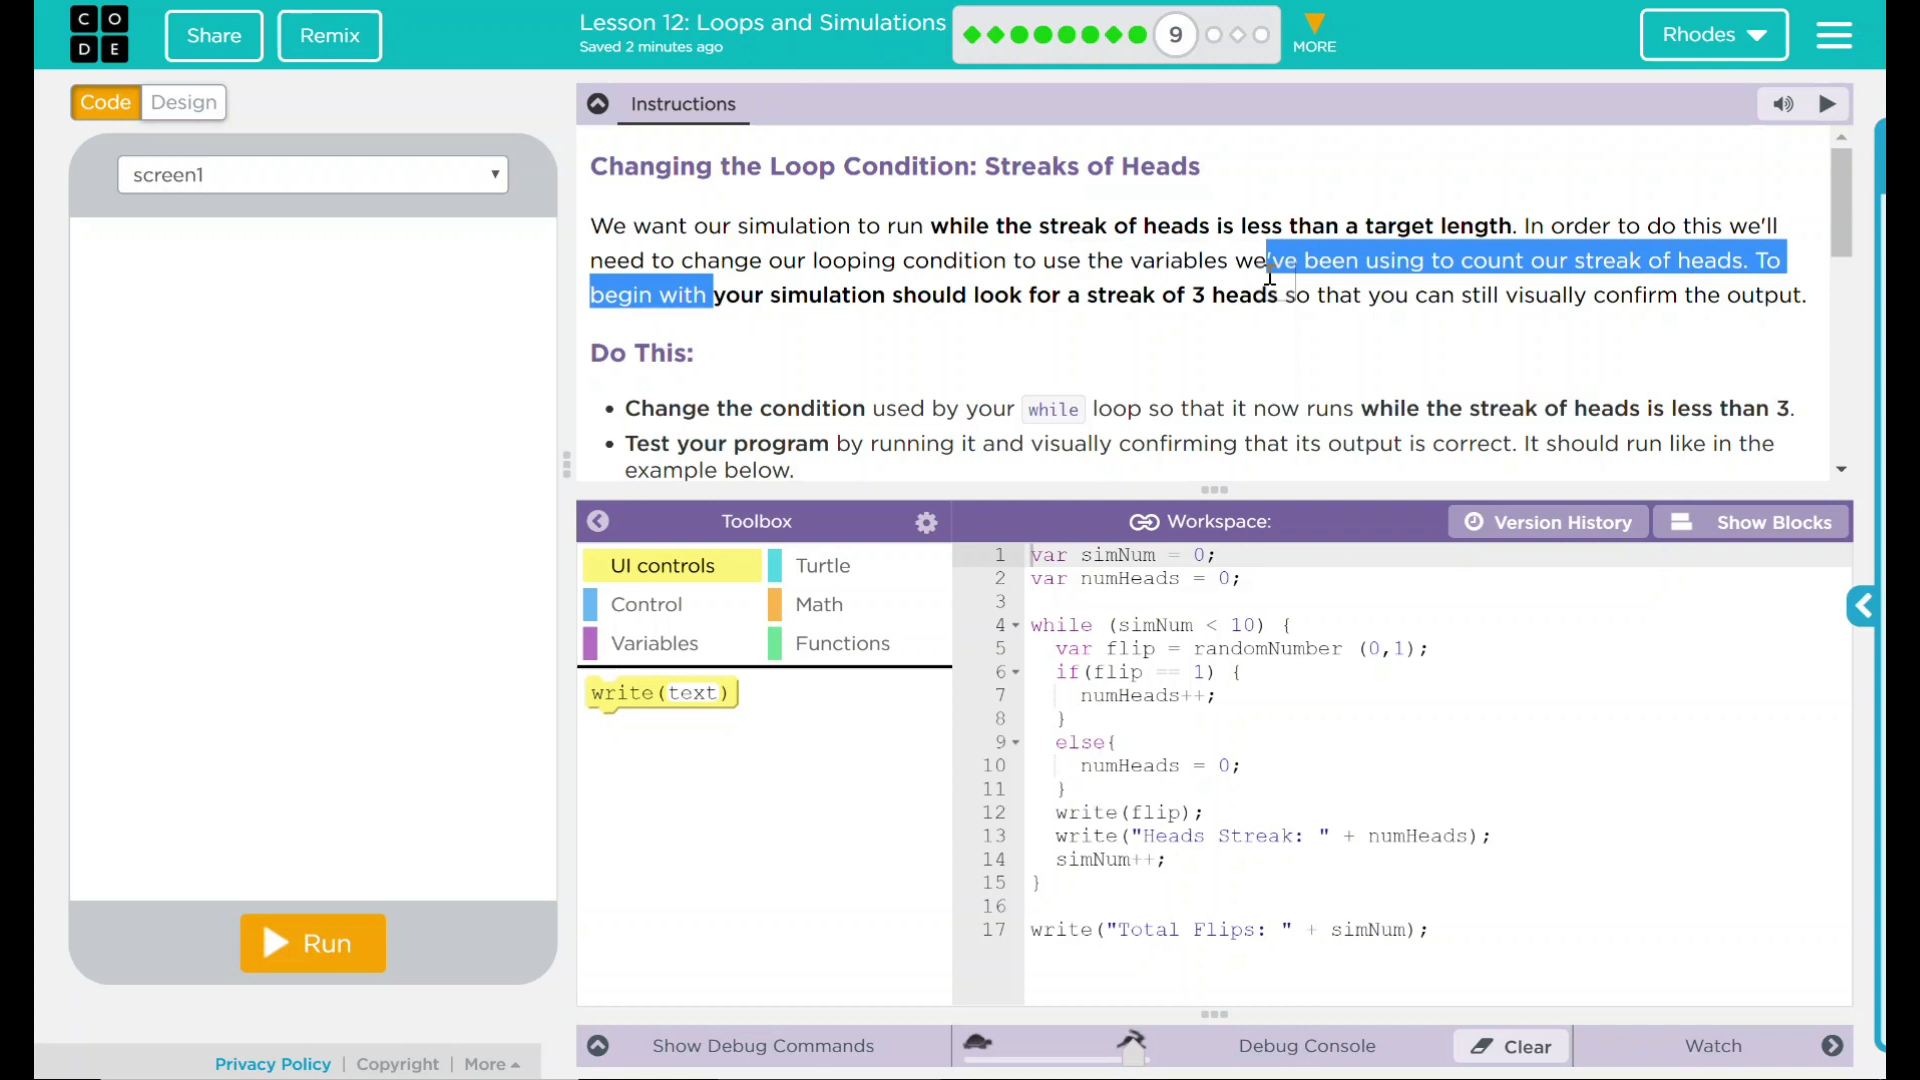 CODE
Share
Remix
Lesson 12: Loops and Simulations
Saved 2 minutes ago
9
MORE
Rhodes
Code
Design
screen1
Instructions
Changing the Loop Condition: Streaks of Heads
We want our simulation to run while the streak of heads is less than a target length. In order to do this we'll
need to change our looping condition to use the variables we've been using to count our streak of heads. To
begin with your simulation should look for a streak of 3 heads so that you can still visually confirm the output.
Do This:
• Change the condition used by your while loop so that it now runs while the streak of heads is less than 3.
• Test your program by running it and visually confirming that its output is correct. It should run like in the
example below.
Toolbox
Workspace:
Version History
Show Blocks
UI controls
Turtle
Control
Math
Variables
Functions
write(text)
1 var simNum = 0;
2 var numHeads = 0;
3
4 while (simNum < 10) {
5 var flip = randomNumber (0,1);
6 if(flip == 1) {
7 numHeads++;
8 }
9 else{
10 numHeads = 0;
11 }
12 write(flip);
13 write("Heads Streak: " + numHeads);
14 simNum++;
15 }
16
17 write("Total Flips: " + simNum);
Run
Show Debug Commands
Debug Console
Clear
Watch
Privacy Policy | Copyright | More